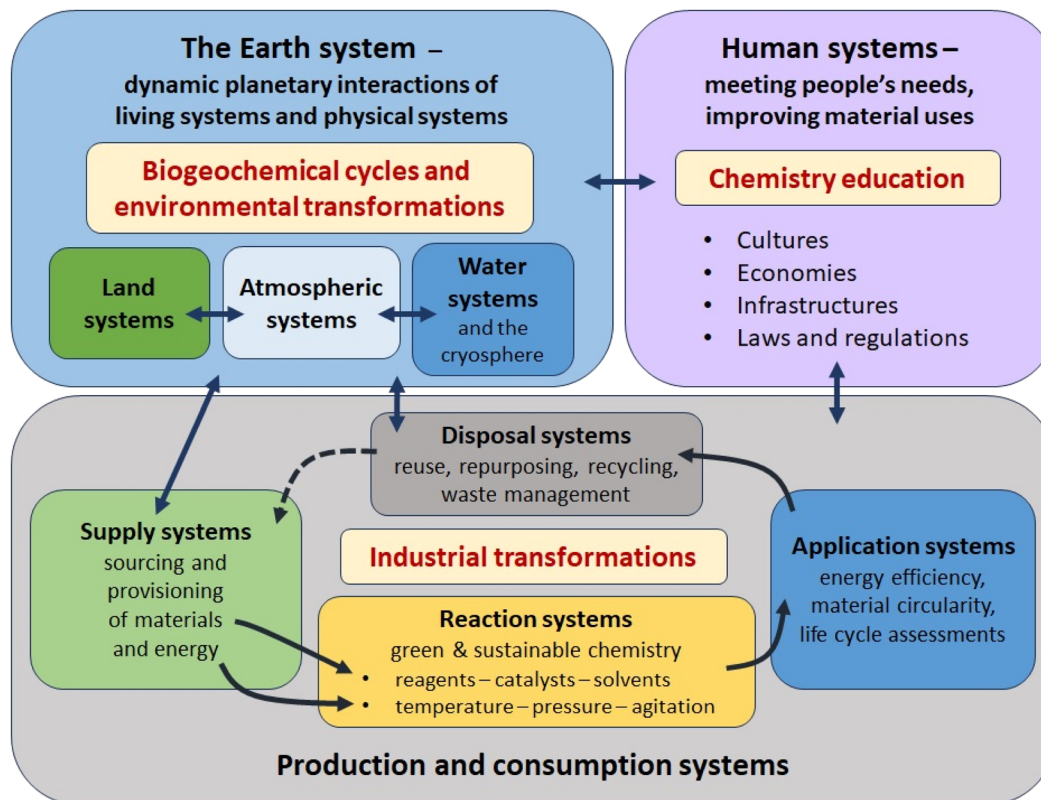 The Earth system –
dynamic planetary interactions of
living systems and physical systems
Biogeochemical cycles and
environmental transformations
Land
systems
Atmospheric
systems
Water
systems
and the
cryosphere
Human systems –
meeting people's needs,
improving material uses
Chemistry education
• Cultures
• Economies
• Infrastructures
• Laws and regulations
Disposal systems
reuse, repurposing, recycling,
waste management
Supply systems
sourcing and
provisioning
of materials
and energy
Industrial transformations
Reaction systems
green & sustainable chemistry
• reagents – catalysts – solvents
• temperature – pressure – agitation
Application systems
energy efficiency,
material circularity,
life cycle assessments
Production and consumption systems